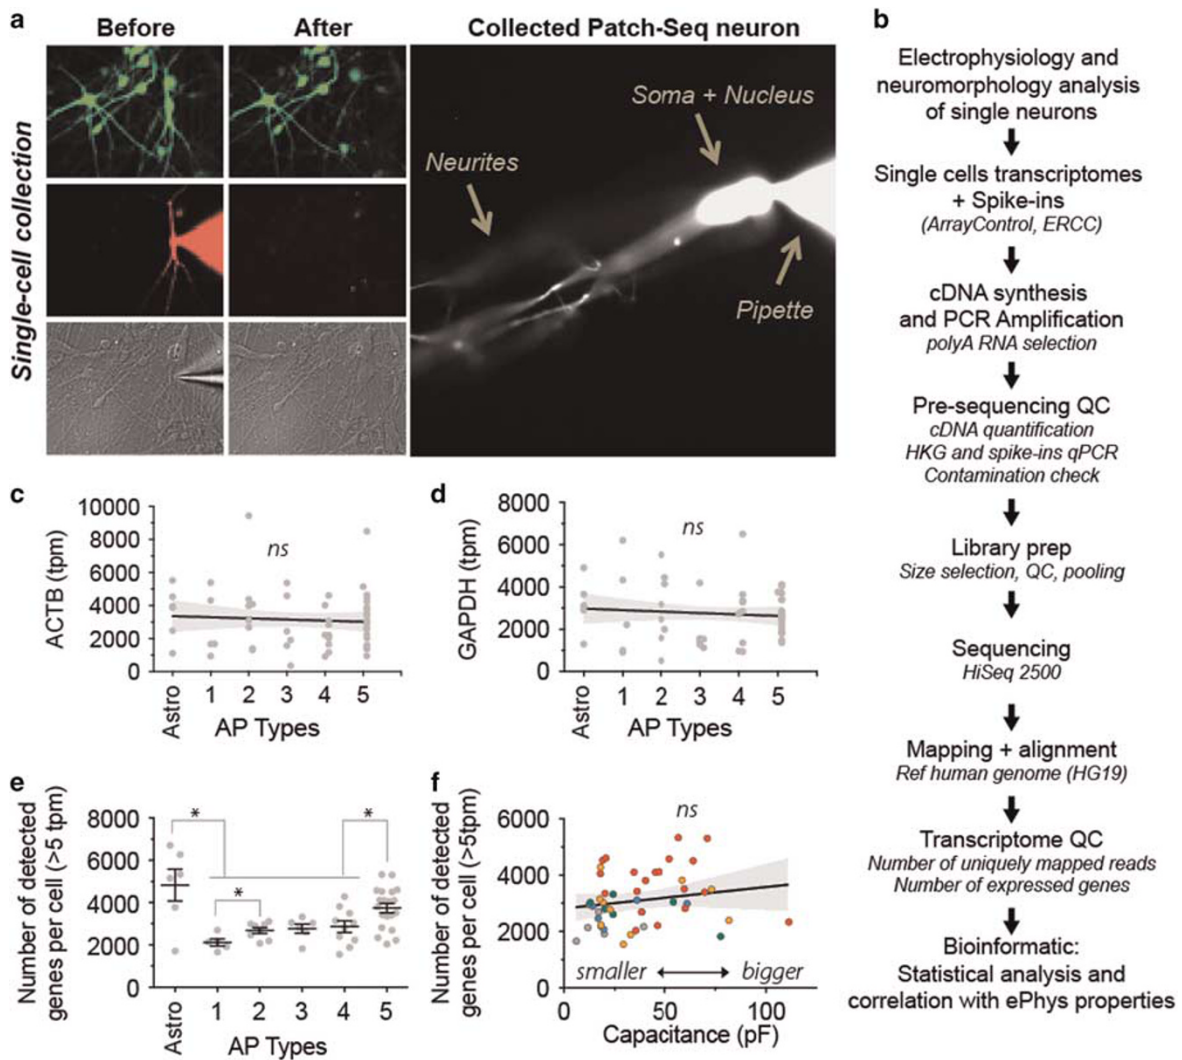 a
Before
After
Collected Patch-Seq neuron
Single-cell collection
Soma + Nucleus
Neurites
Pipette
b
Electrophysiology and
neuromorphology analysis
of single neurons
Single cells transcriptomes
+ Spike-ins
(ArrayControl, ERCC)
cDNA synthesis
and PCR Amplification
polyA RNA selection
Pre-sequencing QC
cDNA quantification
HKG and spike-ins qPCR
Contamination check
Library prep
Size selection, QC, pooling
Sequencing
HiSeq 2500
Mapping + alignment
Ref human genome (HG19)
Transcriptome QC
Number of uniquely mapped reads
Number of expressed genes
Bioinformatic:
Statistical analysis and
correlation with ePhys properties
c
ACTB (tpm)
10000
8000
6000
4000
2000
0
ns
Astro
1 2 3 4 5
AP Types
d
GAPDH (tpm)
8000
6000
4000
2000
0
ns
Astro
1 2 3 4 5
AP Types
e
Number of detected
genes per cell (>5 tpm)
8000
6000
4000
2000
0
*
*
*
Astro
1 2 3 4 5
AP Types
f
Number of detected
genes per cell (>5tpm)
6000
4000
2000
0
ns
smaller
bigger
0 50 100
Capacitance (pF)